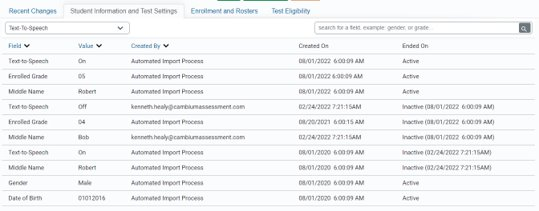 Recent Changes Student Information and Test Settings Enrollment and Rosters Test Eligibility
Text-To-Speech search for a field, example: gender, or grade
Field Value Created By Created On Ended On
Text-to-Speech On Automated Import Process 08/01/2022 6:00:09 AM Active
Enrolled Grade 05 Automated Import Process 08/01/2022 6:00:09 AM Active
Middle Name Robert Automated Import Process 08/01/2022 6:00:09 AM Active
Text-to-Speech Off kenneth.healy@cambiumassessment.com 02/24/2022 7:21:15AM Inactive (08/01/2022 6:00:09 AM)
Enrolled Grade 04 Automated Import Process 08/20/2021 6:00:15 AM Inactive (08/01/2022 6:00:09 AM)
Middle Name Bob kenneth.healy@cambiumassessment.com 02/24/2022 7:21:15AM Inactive (08/01/2022 6:00:09 AM)
Text-to-Speech On Automated Import Process 08/01/2020 6:00:09 AM Inactive (02/24/2022 7:21:15AM)
Middle Name Robert Automated Import Process 08/01/2020 6:00:09 AM Inactive (02/24/2022 7:21:15AM)
Gender Male Automated Import Process 08/01/2020 6:00:09 AM Active
Date of Birth 01012016 Automated Import Process 08/01/2020 6:00:09 AM Active